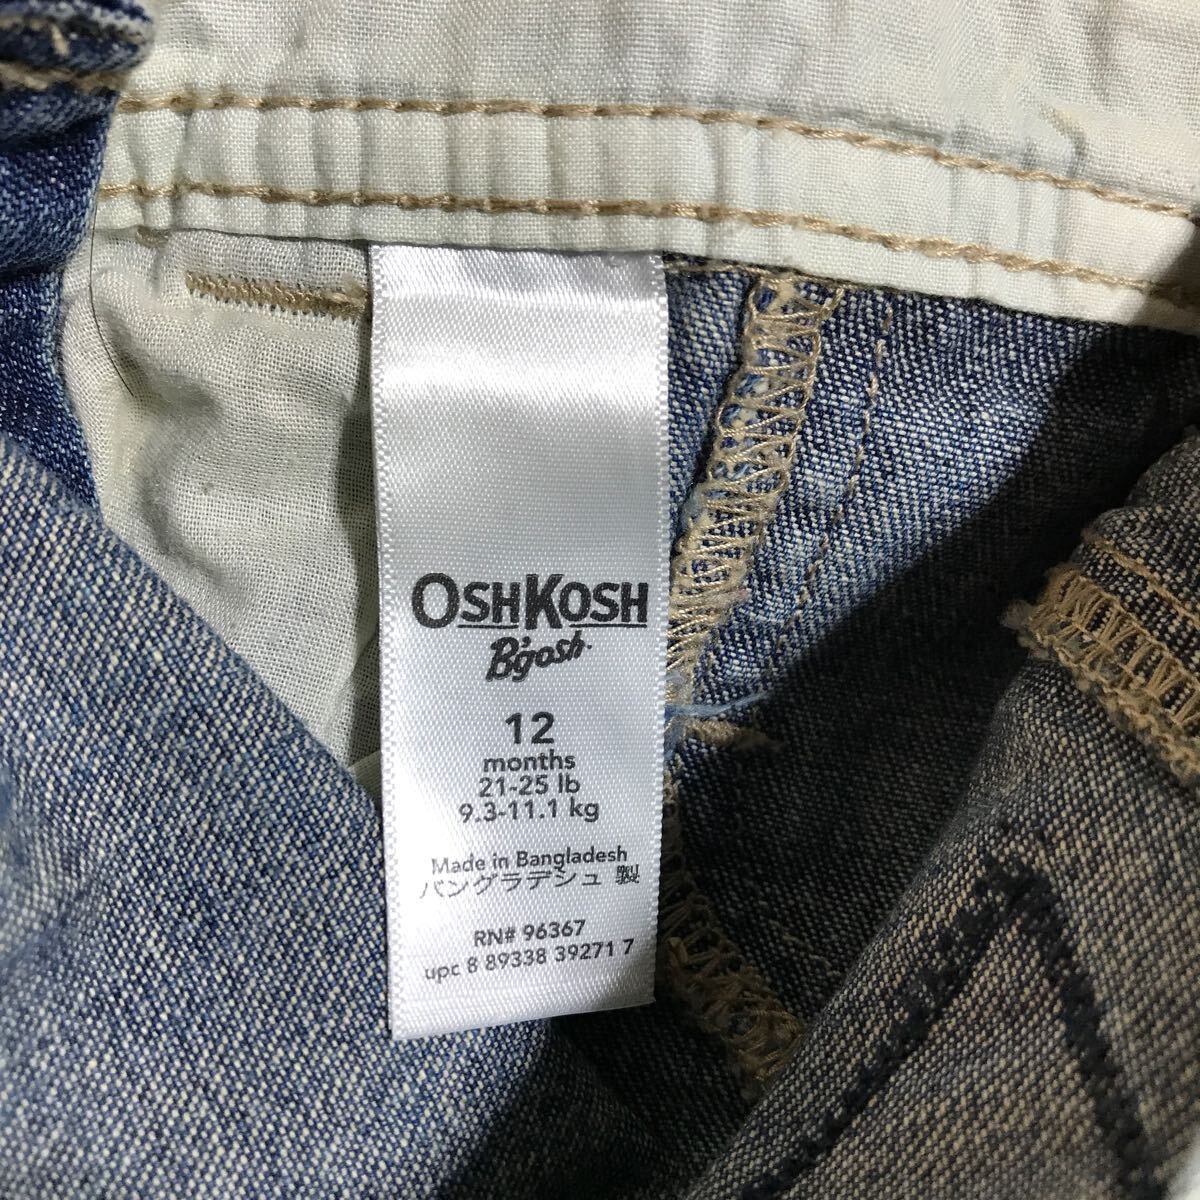 OSHKOSH
B'gosh
12
months
21-25 lb
9.3-11.1 kg
Made in Bangladesh
バングラデシュ 製
RN# 96367
upc 8 89338 39271 7